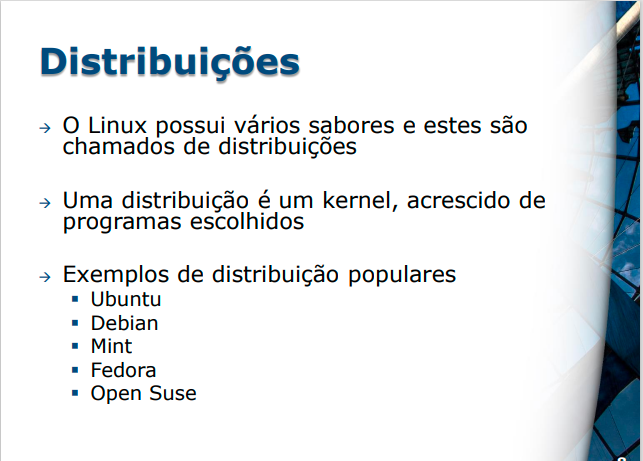 Distribuições
→ O Linux possui vários sabores e estes são
chamados de distribuições
→ Uma distribuição é um kernel, acrescido de
programas escolhidos
→ Exemplos de distribuição populares
▪ Ubuntu
▪ Debian
▪ Mint
▪ Fedora
▪ Open Suse